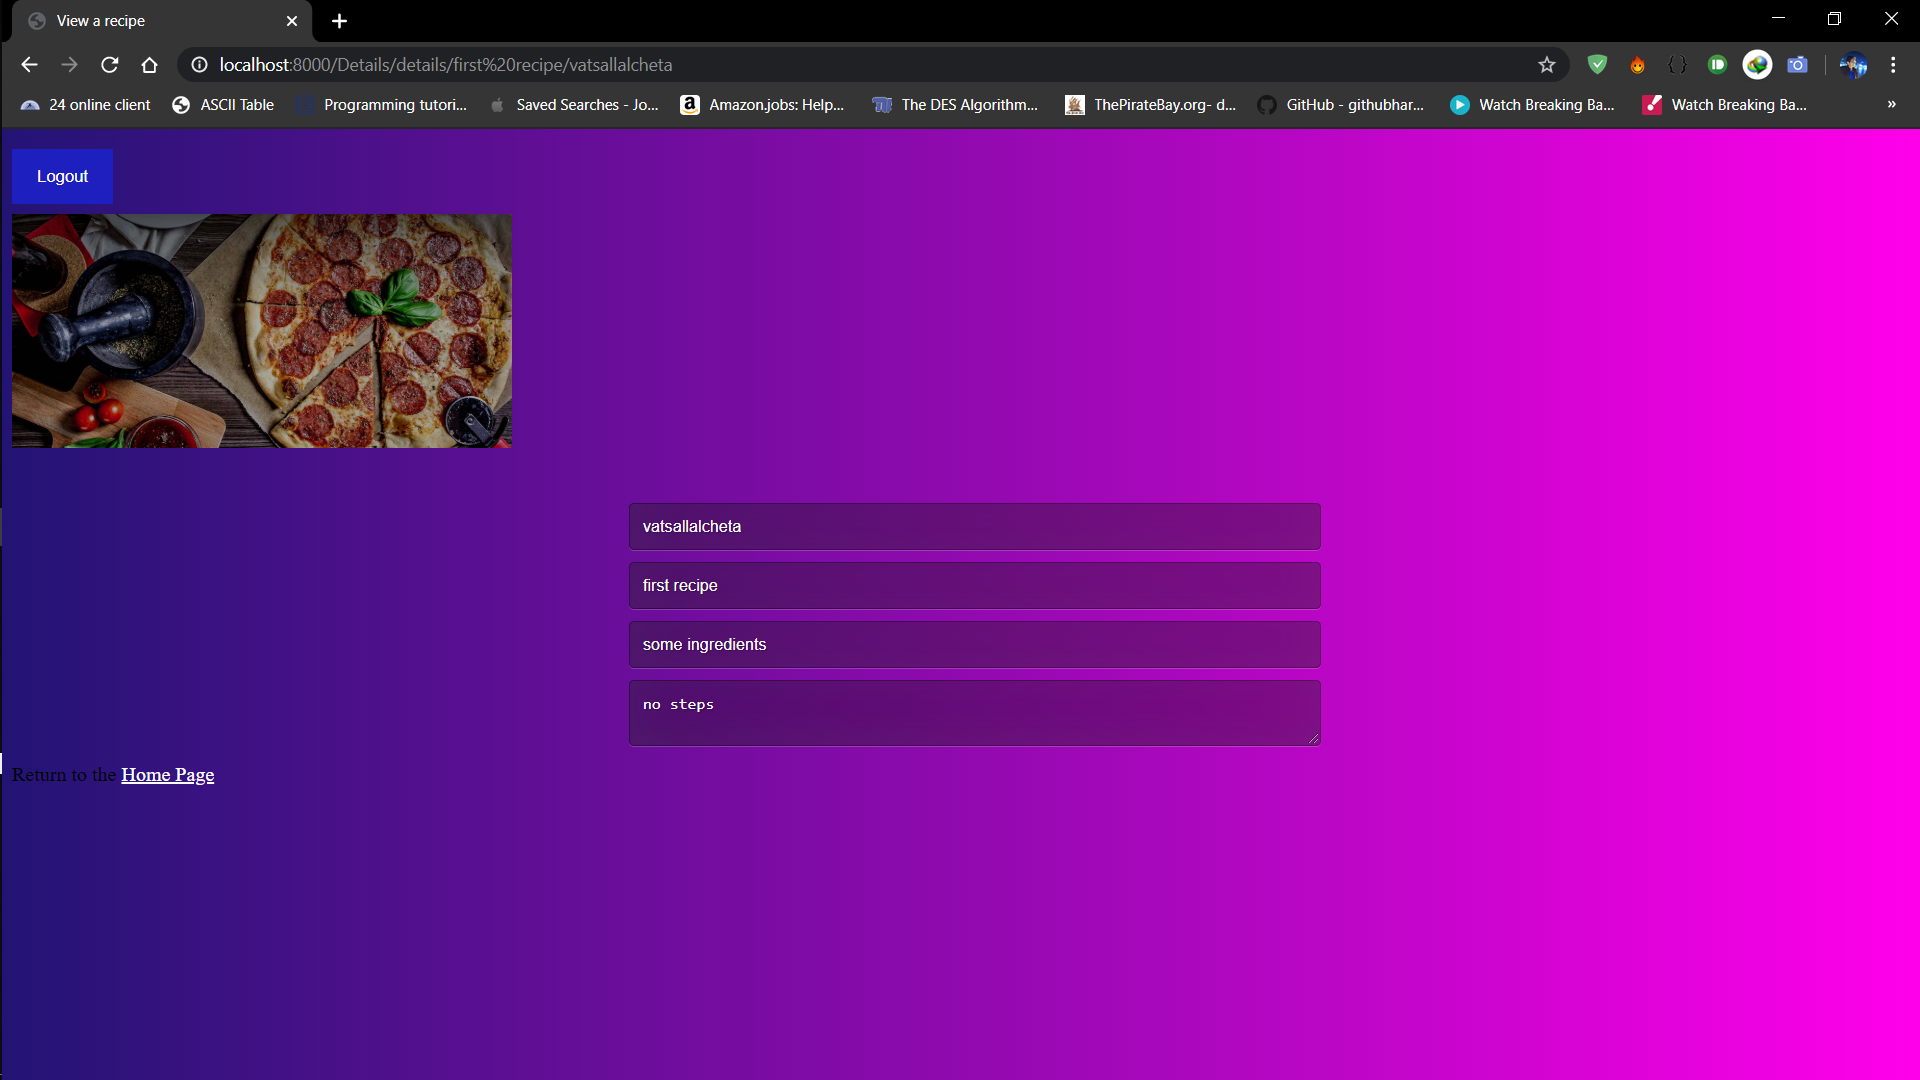 View a recipe
localhost:8000/Details/details/first%20recipe/vatsallalcheta
24 online client ASCII Table Programming tutori... Saved Searches - Jo... Amazon.jobs: Help... The DES Algorithm... ThePirateBay.org- d... GitHub - githubhar... Watch Breaking Ba... Watch Breaking Ba... »
Logout
vatsallalcheta
first recipe
some ingredients
no steps
Return to the Home Page